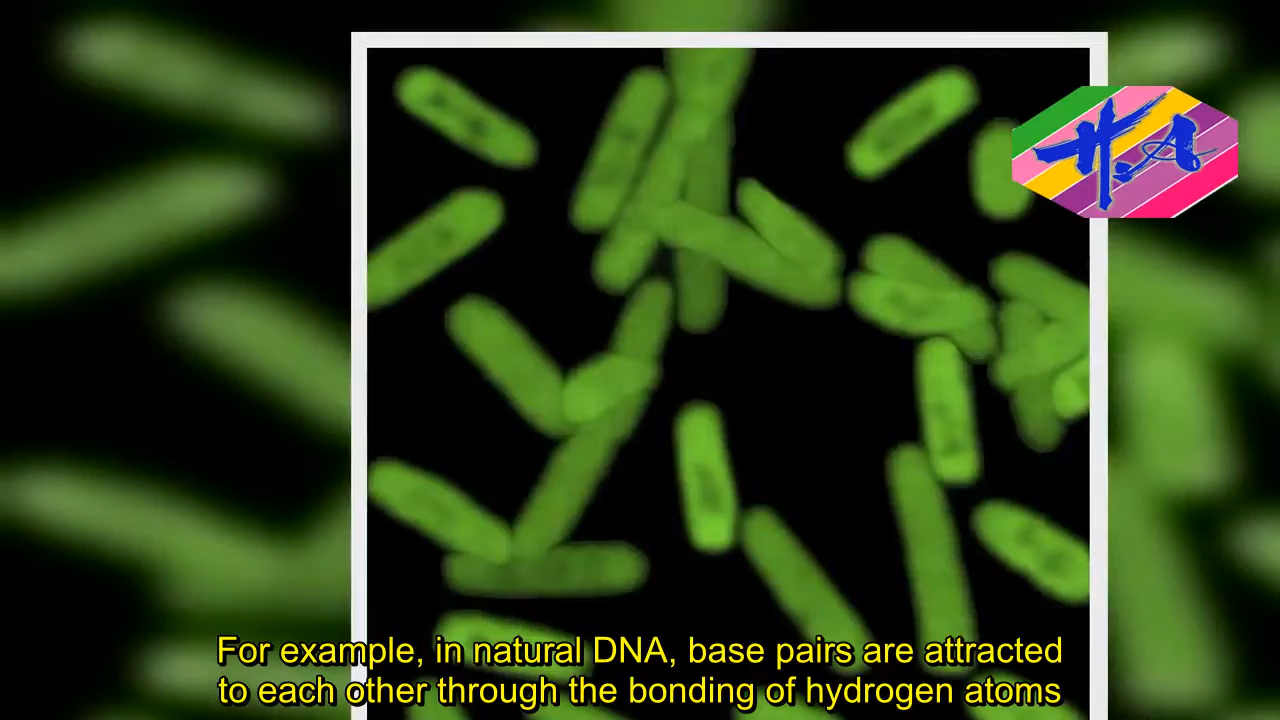 H.A
For example, in natural DNA, base pairs are attracted
to each other through the bonding of hydrogen atoms